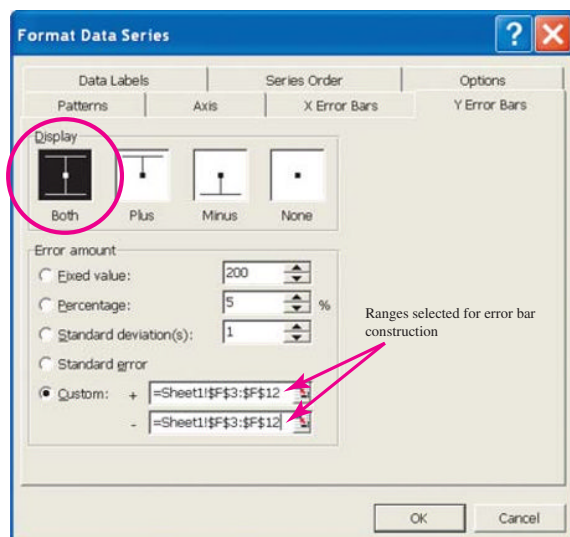 Format Data Series
?
Data Labels Series Order Options
Patterns Axis X Error Bars Y Error Bars
Display
Both Plus Minus None
Error amount
Fixed value: 200
Percentage: 5 %
Standard deviation(s): 1
Standard error
Custom: + =Sheet1!$F$3:$F$12
- =Sheet1!$F$3:$F$12
Ranges selected for error bar
construction
OK Cancel